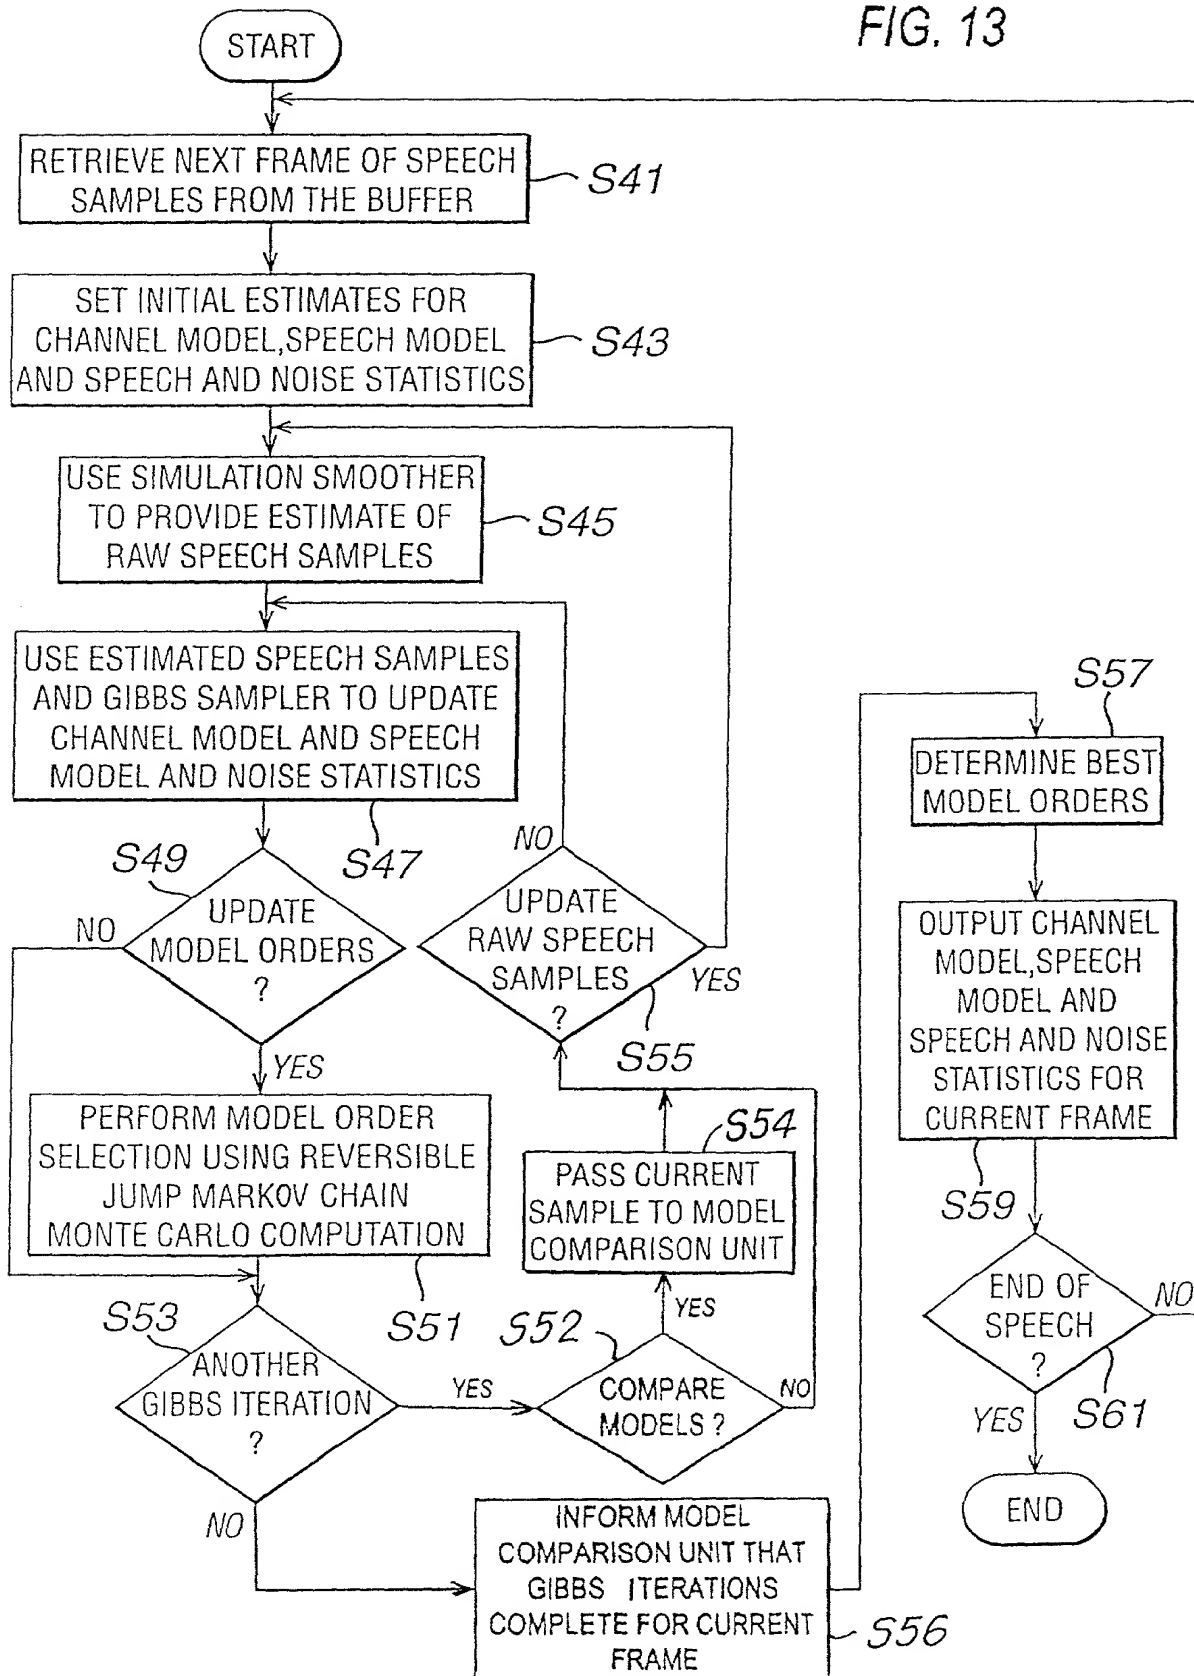 FIG. 13
START
RETRIEVE NEXT FRAME OF SPEECH
SAMPLES FROM THE BUFFER
S41
SET INITIAL ESTIMATES FOR
CHANNEL MODEL,SPEECH MODEL
AND SPEECH AND NOISE STATISTICS
S43
USE SIMULATION SMOOTHER
TO PROVIDE ESTIMATE OF
RAW SPEECH SAMPLES
S45
USE ESTIMATED SPEECH SAMPLES
AND GIBBS SAMPLER TO UPDATE
CHANNEL MODEL AND SPEECH
MODEL AND NOISE STATISTICS
S47
S49
UPDATE
MODEL ORDERS
?
NO
YES
PERFORM MODEL ORDER
SELECTION USING REVERSIBLE
JUMP MARKOV CHAIN
MONTE CARLO COMPUTATION
S51
S53
ANOTHER
GIBBS ITERATION
?
YES
NO
S52
COMPARE
MODELS ?
YES
NO
S54
PASS CURRENT
SAMPLE TO MODEL
COMPARISON UNIT
NO
UPDATE
RAW SPEECH
SAMPLES
?
YES
S55
INFORM MODEL
COMPARISON UNIT THAT
GIBBS ITERATIONS
COMPLETE FOR CURRENT
FRAME
S56
S57
DETERMINE BEST
MODEL ORDERS
OUTPUT CHANNEL
MODEL,SPEECH
MODEL AND
SPEECH AND NOISE
STATISTICS FOR
CURRENT FRAME
S59
END OF
SPEECH
?
NO
S61
YES
END